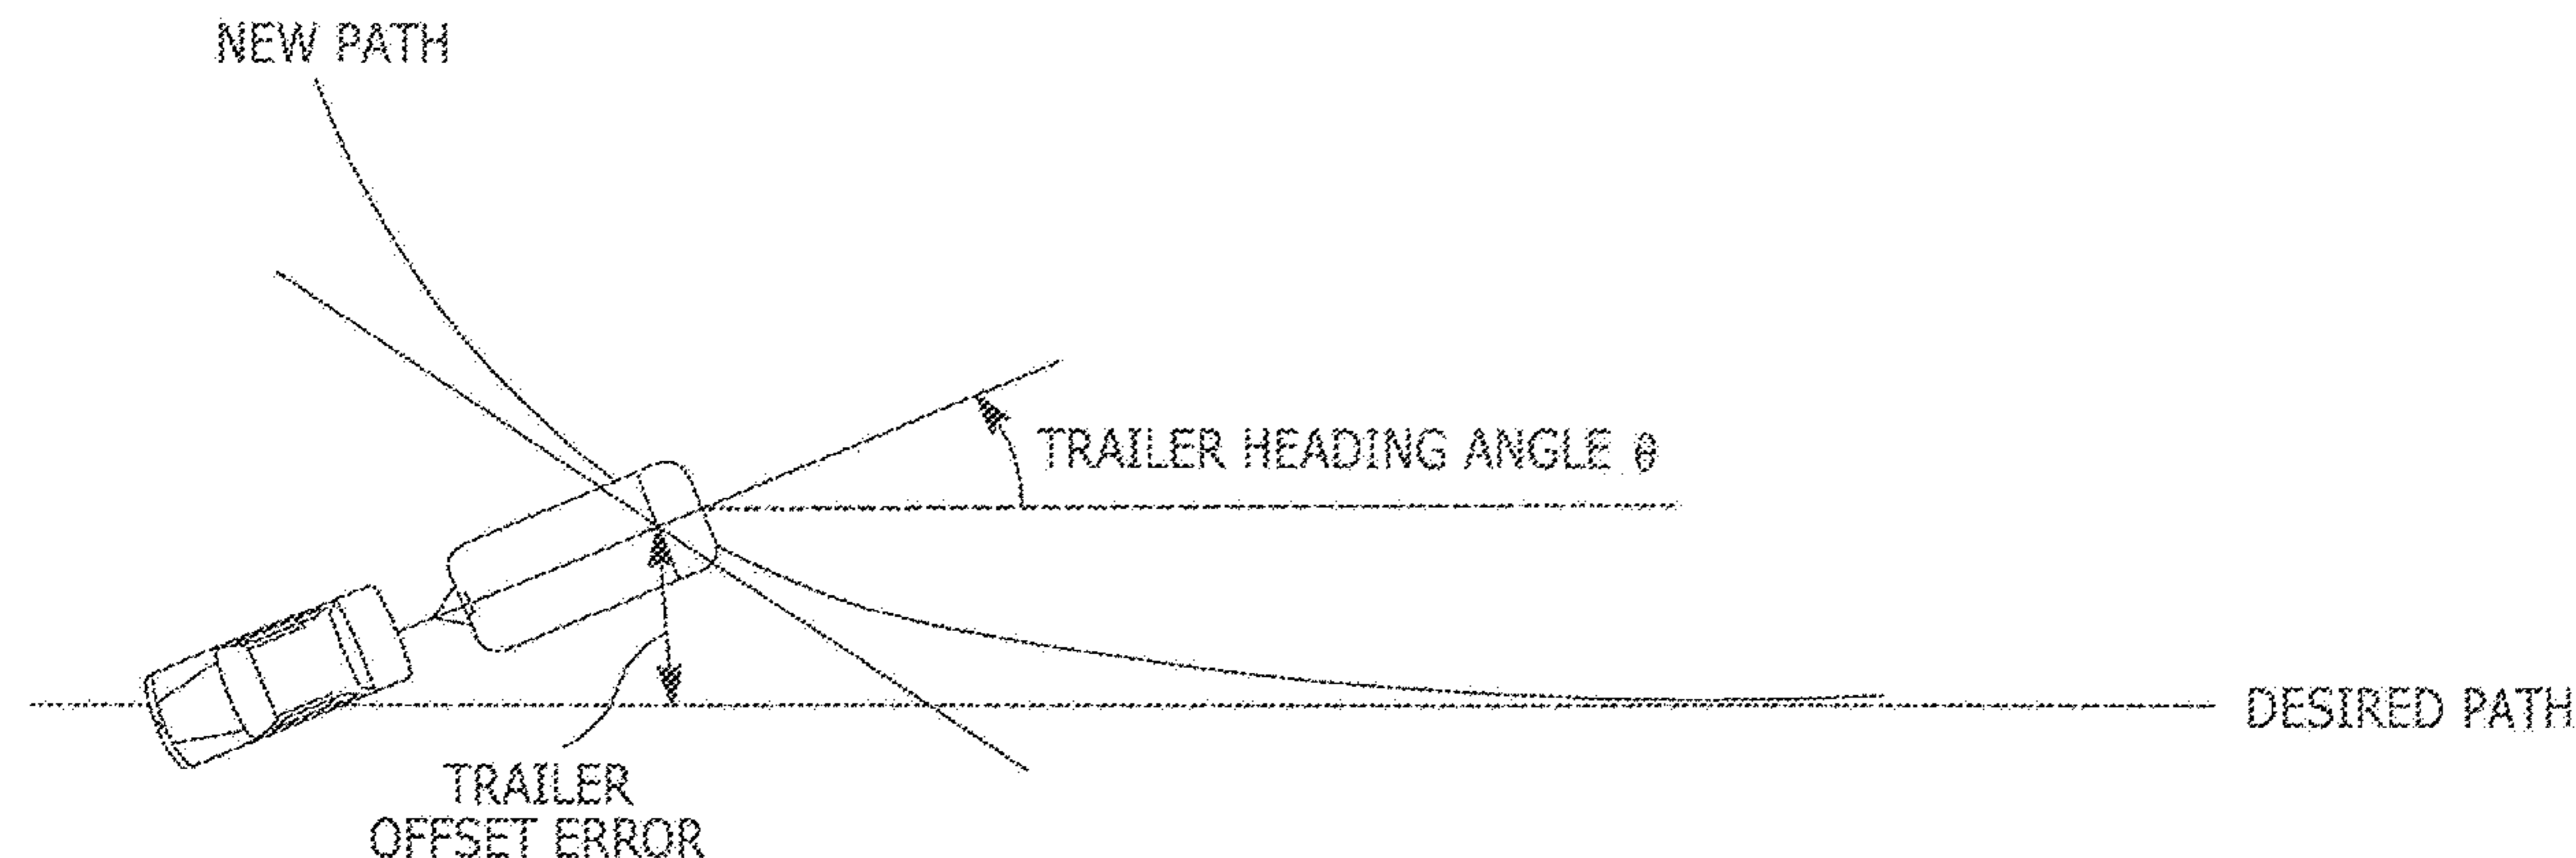 NEW PATH
TRAILER HEADING ANGLE θ
DESIRED PATH
TRAILER
OFFSET ERROR